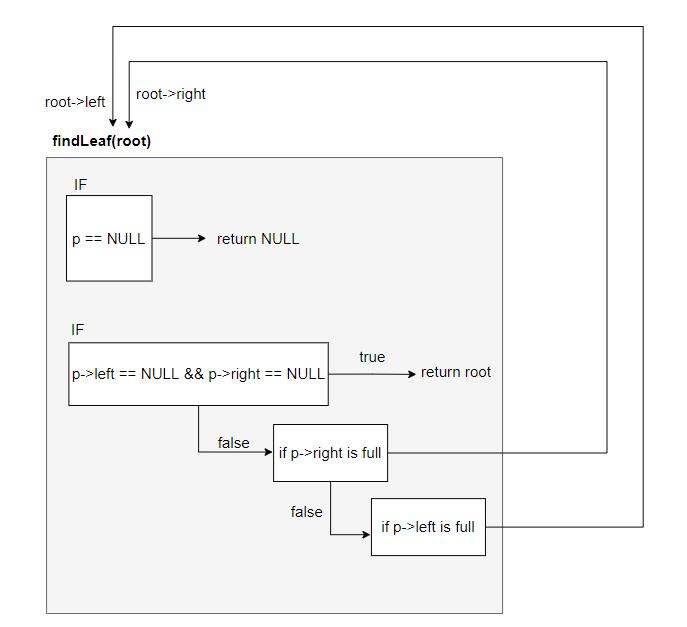 root->left
root->right
findLeaf(root)
IF
p == NULL
return NULL
IF
p->left == NULL && p->right == NULL
true
return root
false
if p->right is full
false
if p->left is full